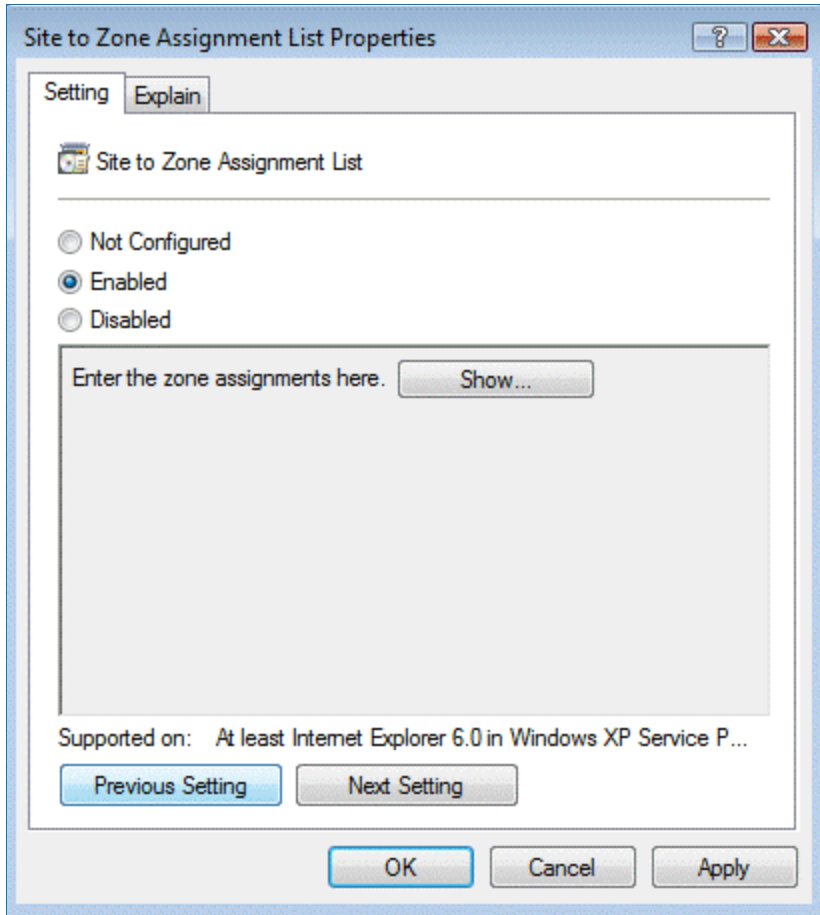 Site to Zone Assignment List Properties
Setting
Explain
Site to Zone Assignment List
Not Configured
Enabled
Disabled
Enter the zone assignments here. Show...
Supported on: At least Internet Explorer 6.0 in Windows XP Service P...
Previous Setting Next Setting
OK Cancel Apply